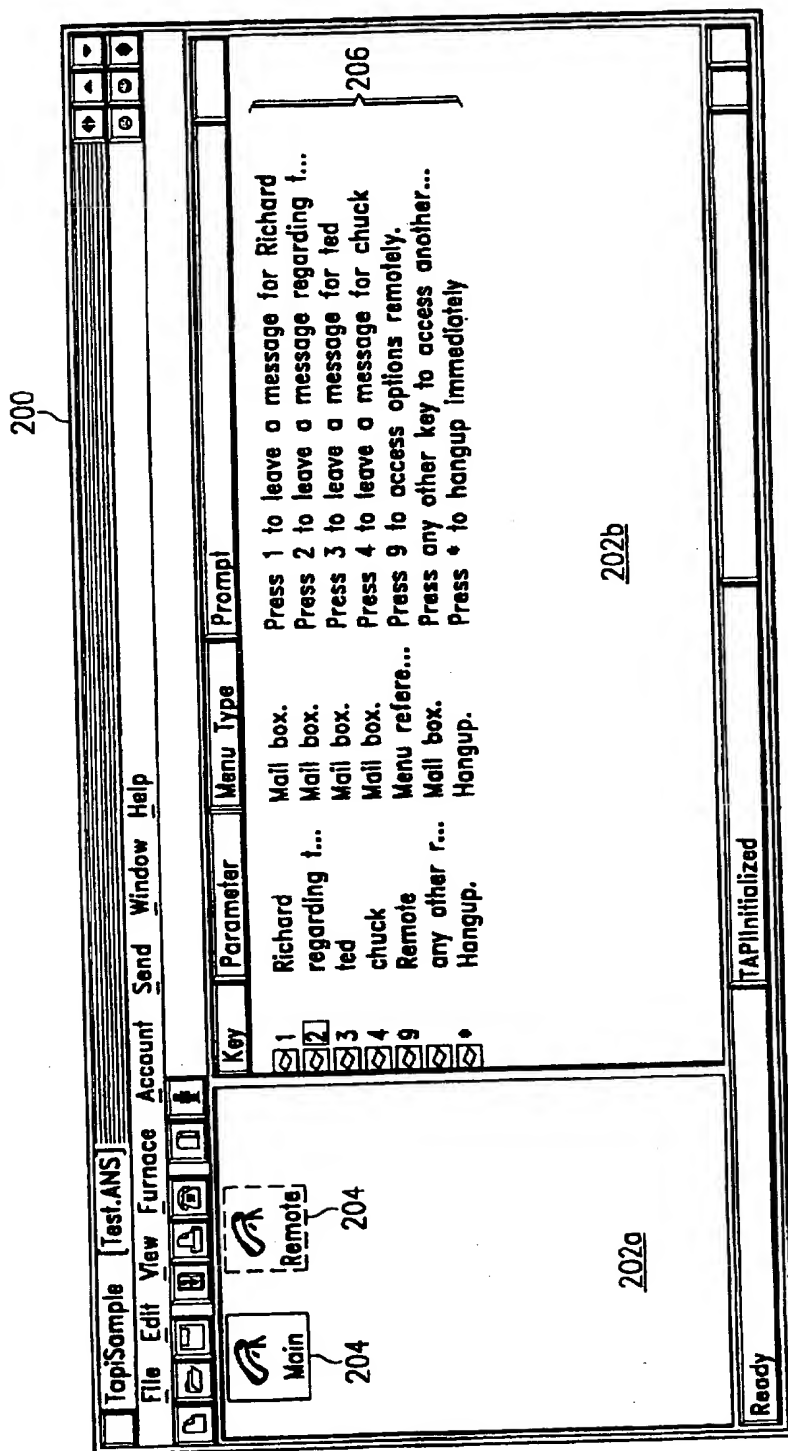 200
TapiSample [Test.ANS]
File Edit View Furnace Account Send Window Help
Key Parameter Menu Type Prompt
1 Richard Mail box. Press 1 to leave a message for Richard
2 regarding t... Mail box. Press 2 to leave a message regarding t...
3 ted Mail box. Press 3 to leave a message for ted
4 chuck Mail box. Press 4 to leave a message for chuck
9 Remote Menu refere... Press 9 to access options remotely.
any other r... Mail box. Press any other key to access another...
* Hangup. Hangup. Press * to hangup immediately
206
Main Remote
204 204
202a 202b
Ready TAPIInitialized